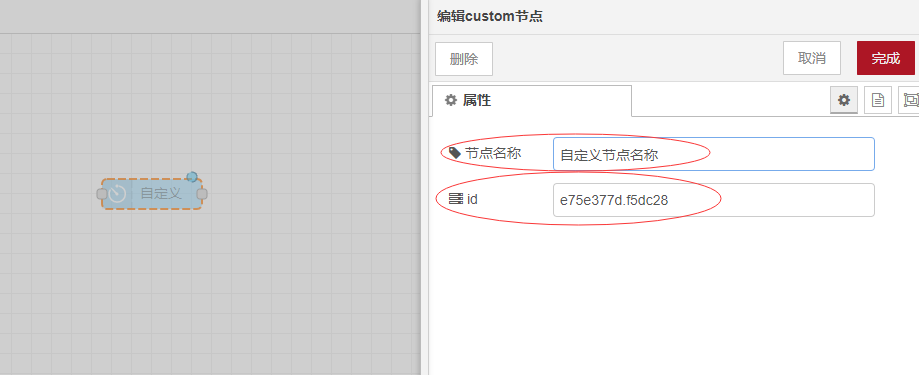 编辑custom节点
删除
取消
完成
属性
节点名称
自定义节点名称
id
e75e377d.f5dc28
自定义